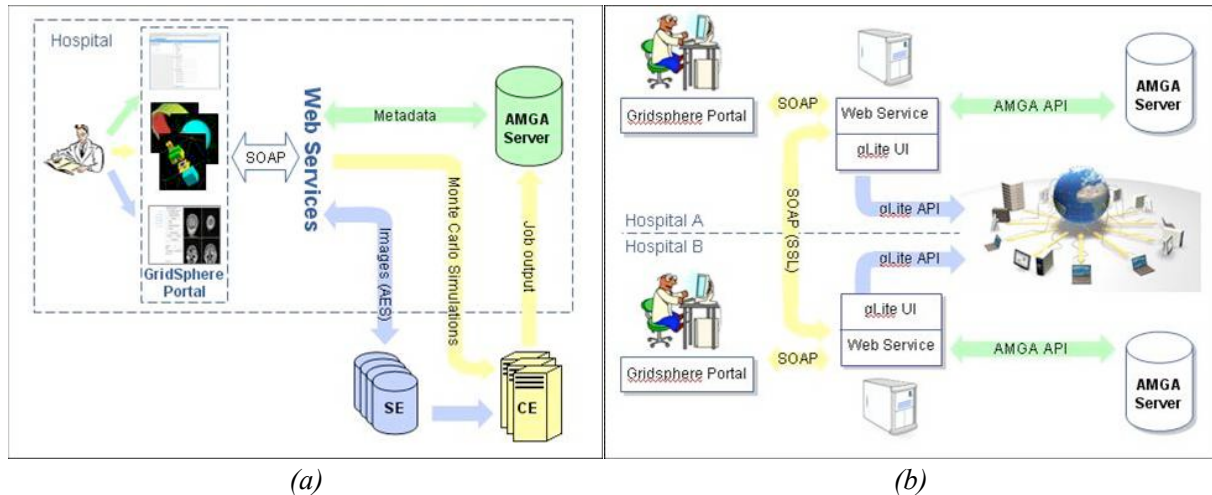 Hospital
Metadata
AMGA
Server
SOAP
Web Services
Monte Carlo Simulations
Job output
Images (AES)
GridSphere
Portal
SE
CE
(a)
SOAP
Gridsphere Portal
Web Service
gLite UI
AMGA API
AMGA
Server
SOAP (SSL)
gLite API
Hospital A
Hospital B
gLite API
gLite UI
Web Service
SOAP
Gridsphere Portal
AMGA API
AMGA
Server
(b)